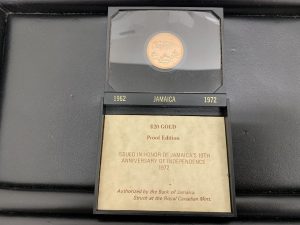 1962 JAMAICA 1972
$20 GOLD
Proof Edition
ISSUED IN HONOR OF JAMAICA'S 10TH
ANNIVERSARY OF INDEPENDENCE
1972
Authorized by the Bank of Jamaica
Struck at the Royal Canadian Mint